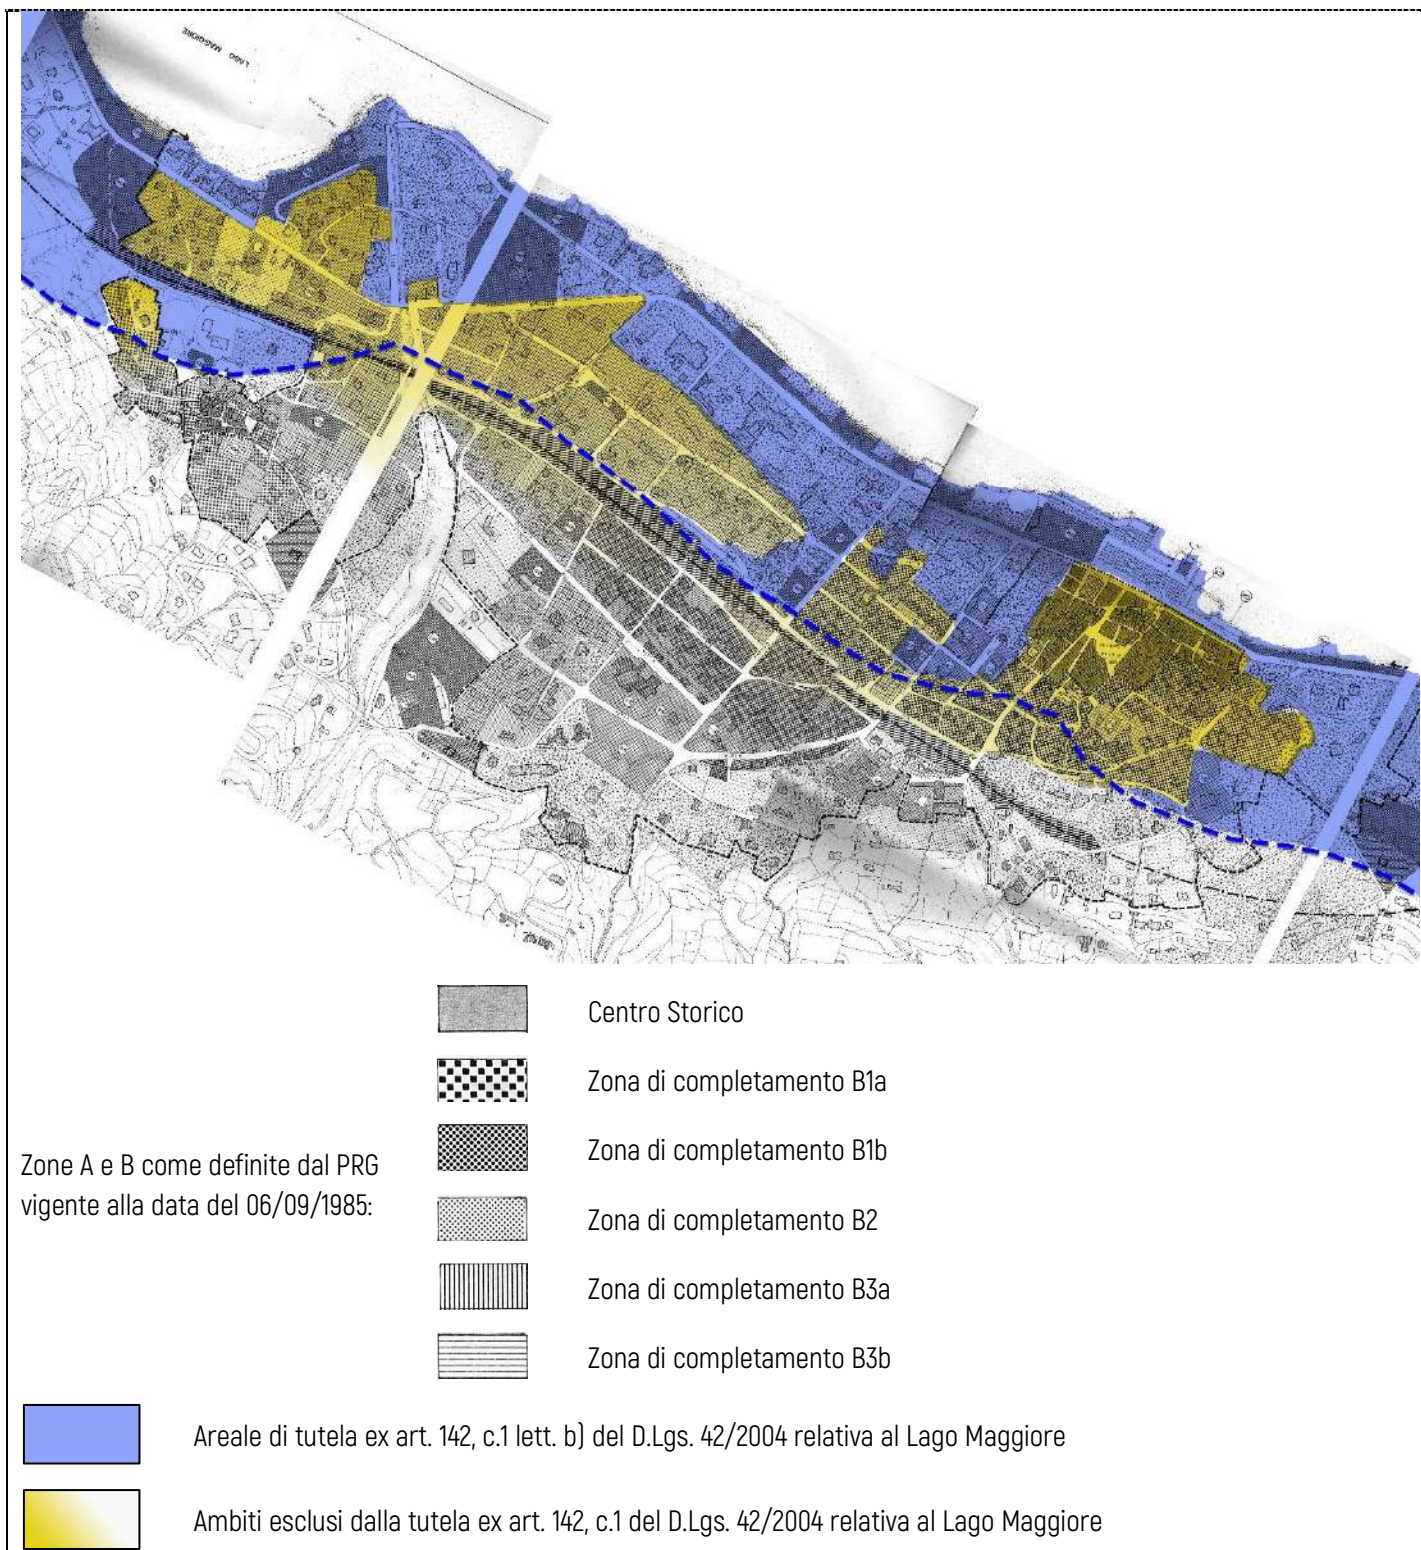 LAGO MAGGIORE
Centro Storico
Zona di completamento B1a
Zona di completamento B1b
Zone A e B come definite dal PRG
vigente alla data del 06/09/1985:
Zona di completamento B2
Zona di completamento B3a
Zona di completamento B3b
Areale di tutela ex art. 142, c.1 lett. b) del D.Lgs. 42/2004 relativa al Lago Maggiore
Ambiti esclusi dalla tutela ex art. 142, c.1 del D.Lgs. 42/2004 relativa al Lago Maggiore